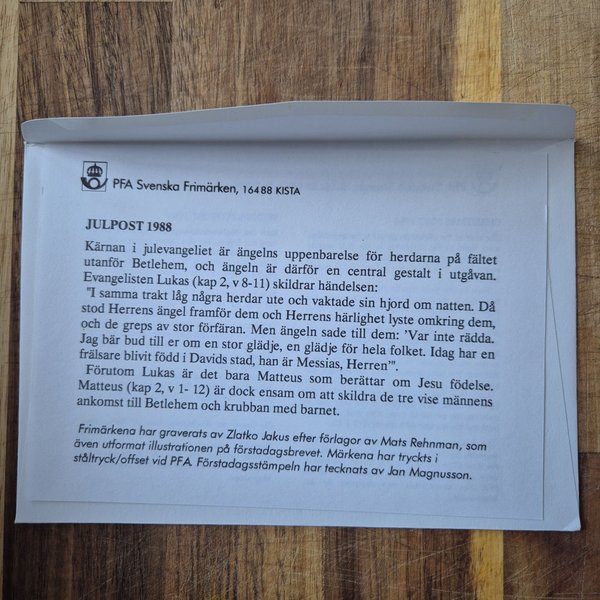 PFA Svenska Frimärken, 164 88 KISTA
JULPOST 1988
Kärnan i julevangeliet är ängelns uppenbarelse för herdarna på fältet
utanför Betlehem, och ängeln är därför en central gestalt i utgåvan.
Evangelisten Lukas (kap 2, v 8-11) skildrar händelsen:
"I samma trakt låg några herdar ute och vaktade sin hjord om natten. Då
stod Herrens ängel framför dem och Herrens härlighet lyste omkring dem,
och de greps av stor förfäran. Men ängeln sade till dem: 'Var inte rädda.
Jag bär bud till er om en stor glädje, en glädje för hela folket. Idag har en
frälsare blivit född i Davids stad, han är Messias, Herren'".
Förutom Lukas är det bara Matteus som berättar om Jesu födelse.
Matteus (kap 2, v 1- 12) är dock ensam om att skildra de tre vise männens
ankomst till Betlehem och krubban med barnet.
Frimärkena har graverats av Zlatko Jakus efter förlagor av Mats Rehnman, som
även utformat illustrationen på förstadagsbrevet. Märkena har tryckts i
ståltryck/offset vid PFA. Förstadagsstämpeln har tecknats av Jan Magnusson.